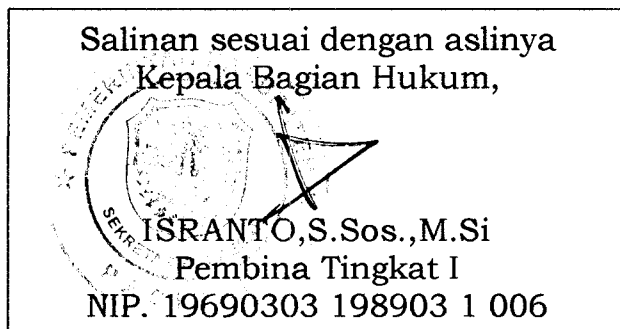 Salinan sesuai dengan aslinya
Kepala Bagian Hukum,
ISRANTO,S.Sos.,M.Si
Pembina Tingkat I
NIP. 19690303 198903 1 006